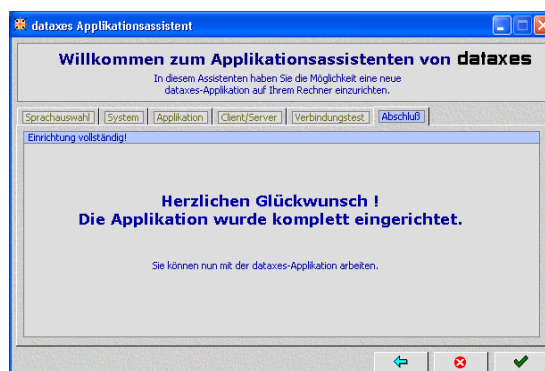 dataxes Applikationsassistent
Willkommen zum Applikationsassistenten von dataxes
In diesem Assistenten haben Sie die Möglichkeit eine neue
dataxes-Applikation auf Ihrem Rechner einzurichten.
Sprachauswahl System Applikation Client/Server Verbindungstest Abschluß
Einrichtung vollständig!
Herzlichen Glückwunsch !
Die Applikation wurde komplett eingerichtet.
Sie können nun mit der dataxes-Applikation arbeiten.